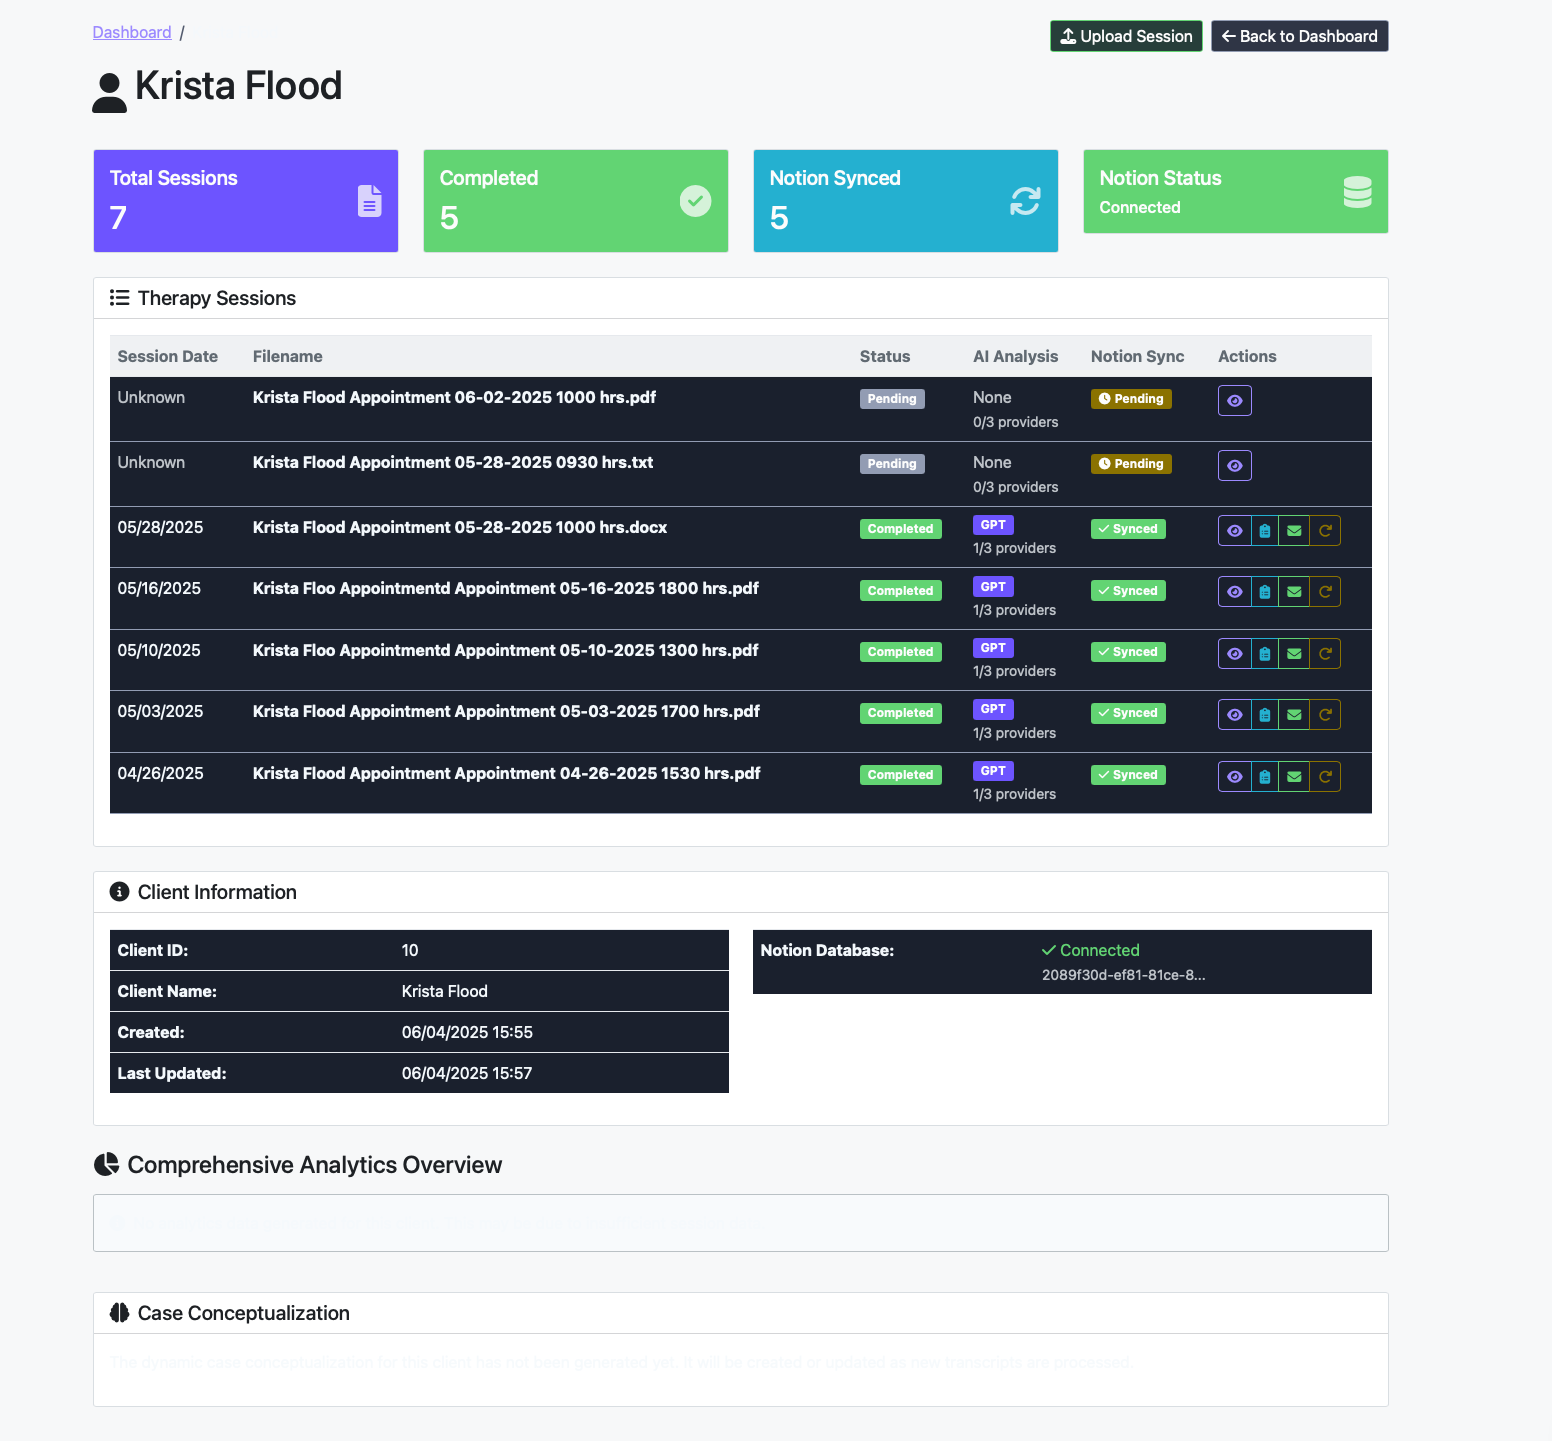 Dashboard /
Upload Session
Back to Dashboard
Krista Flood
Total Sessions
7
Completed
5
Notion Synced
5
Notion Status
Connected
Therapy Sessions
Session Date Filename Status AI Analysis Notion Sync Actions
Unknown Krista Flood Appointment 06-02-2025 1000 hrs.pdf Pending None Pending
0/3 providers
Unknown Krista Flood Appointment 05-28-2025 0930 hrs.txt Pending None Pending
0/3 providers
05/28/2025 Krista Flood Appointment 05-28-2025 1000 hrs.docx Completed GPT Synced
1/3 providers
05/16/2025 Krista Floo Appointmentd Appointment 05-16-2025 1800 hrs.pdf Completed GPT Synced
1/3 providers
05/10/2025 Krista Floo Appointmentd Appointment 05-10-2025 1300 hrs.pdf Completed GPT Synced
1/3 providers
05/03/2025 Krista Flood Appointment Appointment 05-03-2025 1700 hrs.pdf Completed GPT Synced
1/3 providers
04/26/2025 Krista Flood Appointment Appointment 04-26-2025 1530 hrs.pdf Completed GPT Synced
1/3 providers
Client Information
Client ID: 10
Client Name: Krista Flood
Created: 06/04/2025 15:55
Last Updated: 06/04/2025 15:57
Notion Database: Connected
2089f30d-ef81-81ce-8...
Comprehensive Analytics Overview
Case Conceptualization
The dynamic case conceptualization for this client has not been generated yet. It will be created or updated as new transcripts are processed.